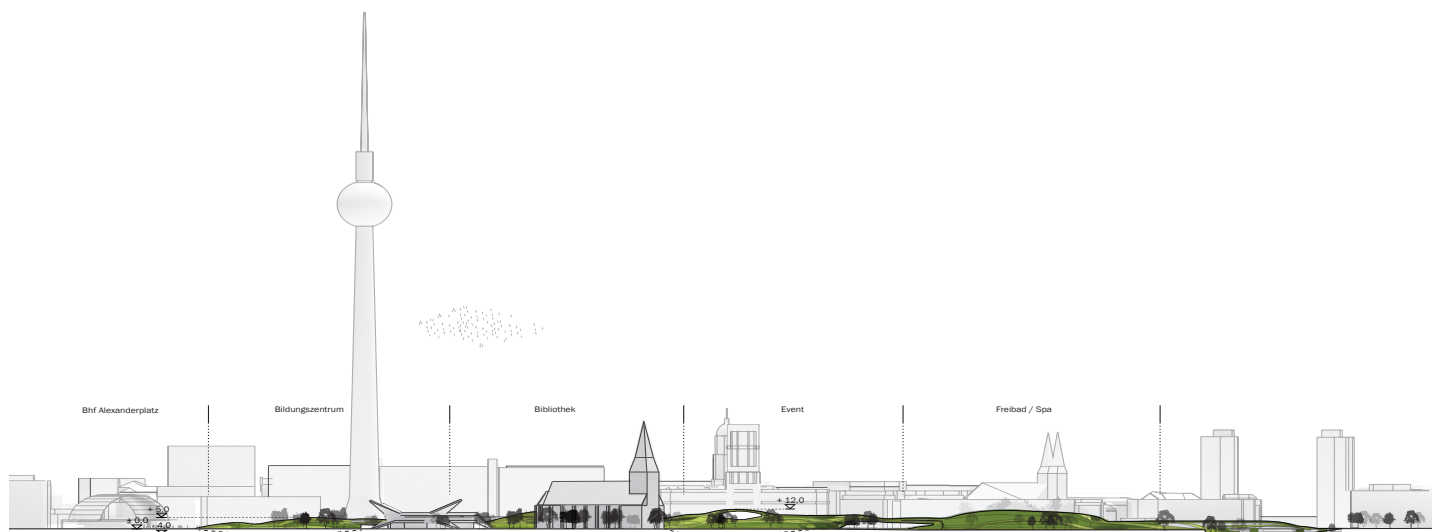 Bhf Alexanderplatz
Bildungszentrum
Bibliothek
Event
Freibad / Spa
+ 12,0
+ 5,0
± 0,0
- 4,0